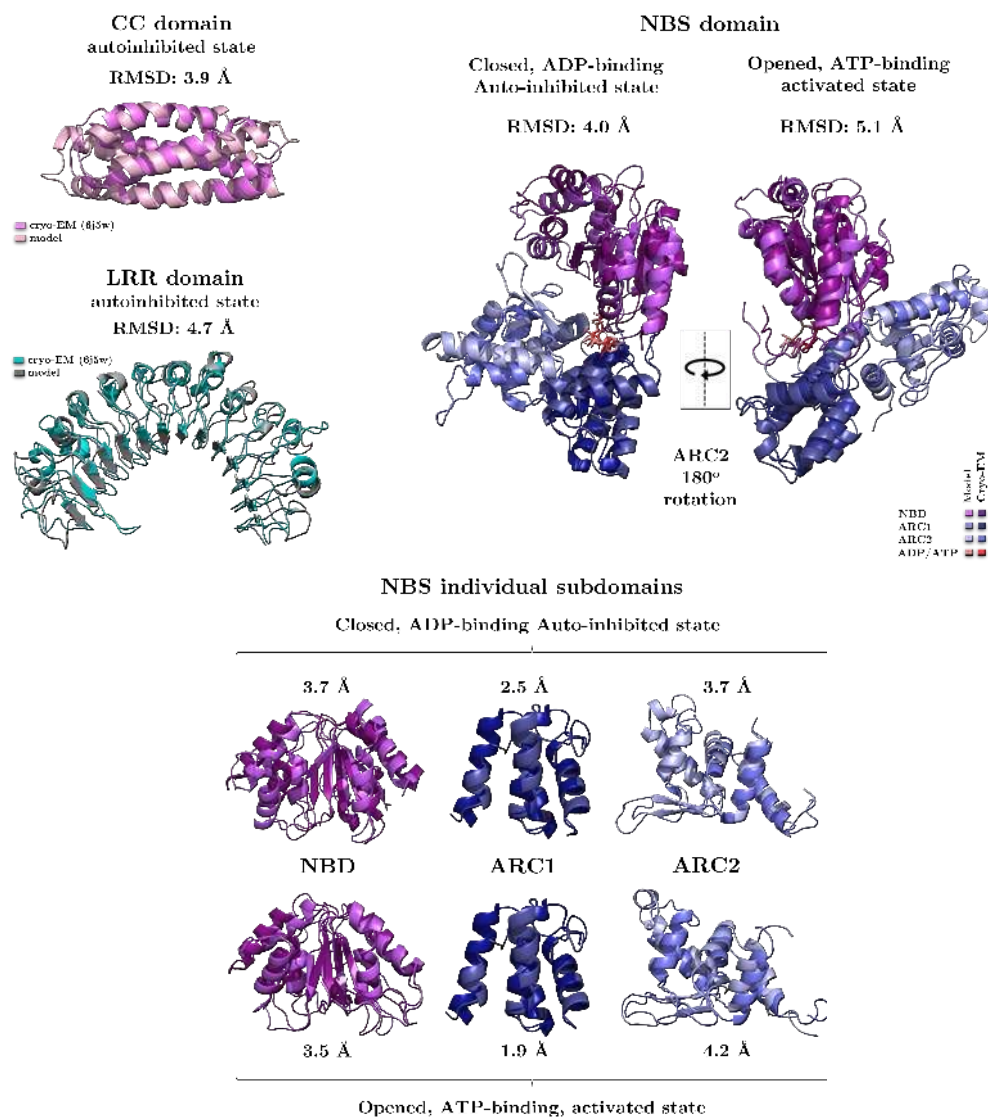 CC domain
autoinhibited state
RMSD: 3.9 Å
cryo-EM (6j5w)
model
LRR domain
autoinhibited state
RMSD: 4.7 Å
cryo-EM (6j5w)
model
NBS domain
Closed, ADP-binding
Auto-inhibited state
RMSD: 4.0 Å
Opened, ATP-binding
activated state
RMSD: 5.1 Å
ARC2
180°
rotation
Model
Cryo-EM
NBD
ARC1
ARC2
ADP/ATP
NBS individual subdomains
Closed, ADP-binding Auto-inhibited state
3.7 Å 2.5 Å 3.7 Å
NBD ARC1 ARC2
3.5 Å 1.9 Å 4.2 Å
Opened, ATP-binding, activated state